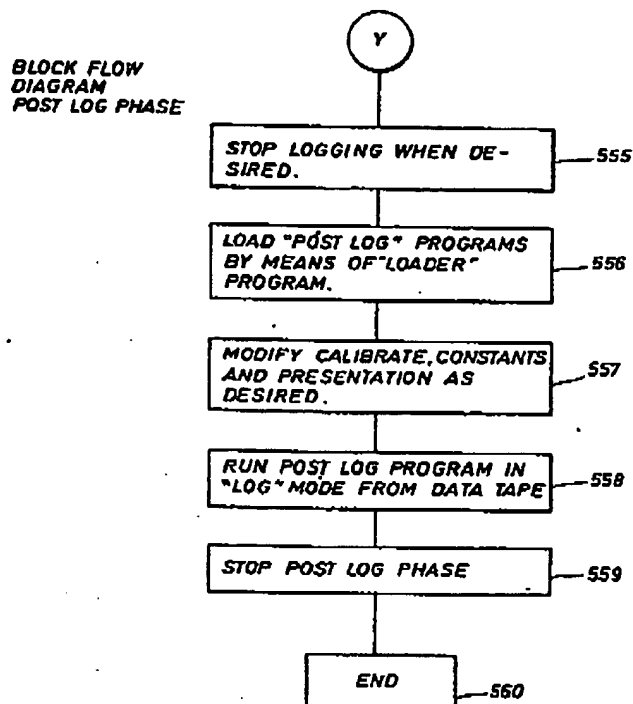 Y
BLOCK FLOW
DIAGRAM
POST LOG PHASE
STOP LOGGING WHEN DE-
SIRED.
555
LOAD "POST LOG" PROGRAMS
BY MEANS OF "LOADER"
PROGRAM.
556
MODIFY CALIBRATE, CONSTANTS
AND PRESENTATION AS
DESIRED.
557
RUN POST LOG PROGRAM IN
"LOG" MODE FROM DATA TAPE
558
STOP POST LOG PHASE
559
END
560